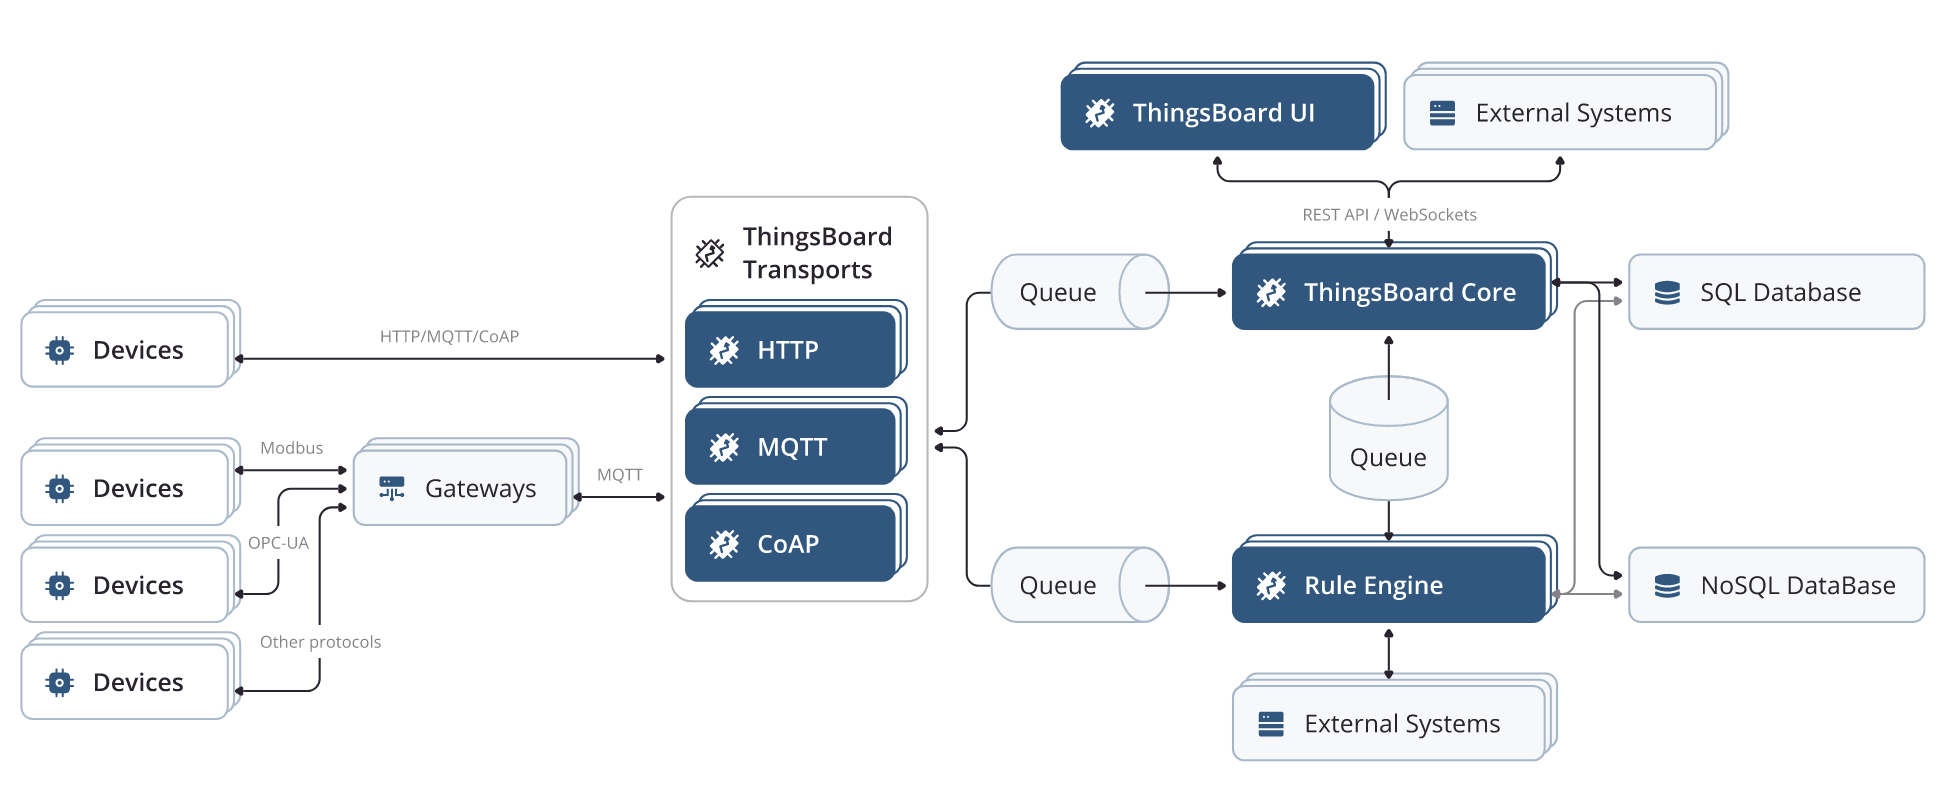 ThingsBoard UI
External Systems
REST API / WebSockets
ThingsBoard
Transports
HTTP
MQTT
CoAP
Devices
HTTP/MQTT/CoAP
Devices
Modbus
Gateways
MQTT
Devices
OPC-UA
Devices
Other protocols
Queue
ThingsBoard Core
SQL Database
Queue
Queue
Rule Engine
NoSQL DataBase
External Systems